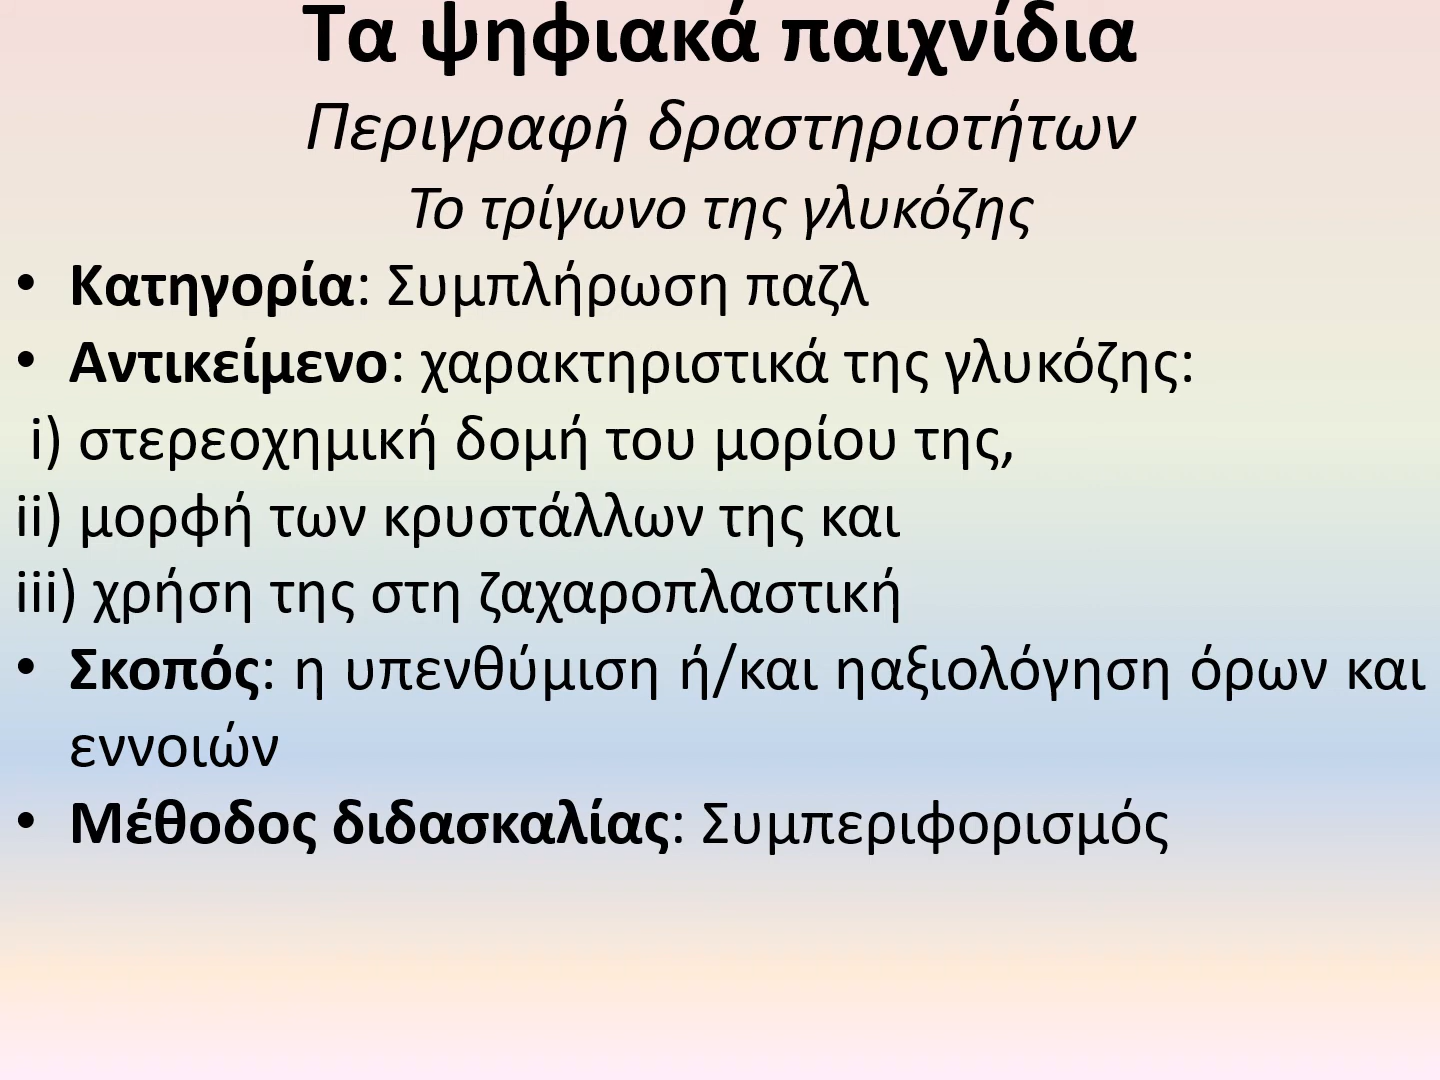 Τα ψηφιακά παιχνίδια
Περιγραφή δραστηριοτήτων
Το τρίγωνο της γλυκόζης
• Κατηγορία: Συμπλήρωση παζλ
• Αντικείμενο: χαρακτηριστικά της γλυκόζης:
i) στερεοχημική δομή του μορίου της,
ii) μορφή των κρυστάλλων της και
iii) χρήση της στη ζαχαροπλαστική
• Σκοπός: η υπενθύμιση ή/και ηαξιολόγηση όρων και
εννοιών
• Μέθοδος διδασκαλίας: Συμπεριφορισμός